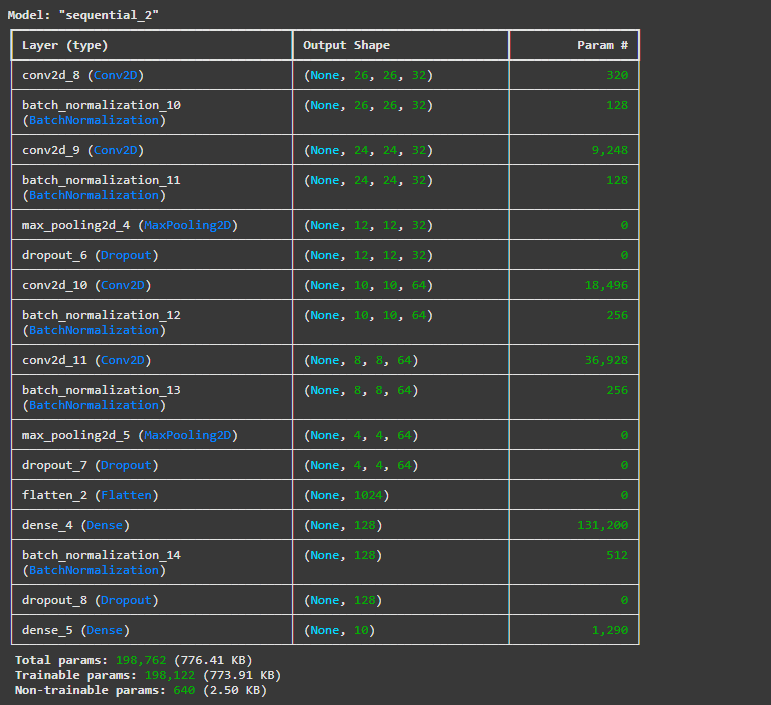 Model: "sequential_2"
Layer (type) Output Shape Param #
conv2d_8 (Conv2D) (None, 26, 26, 32) 320
batch_normalization_10 (None, 26, 26, 32) 128
(BatchNormalization)
conv2d_9 (Conv2D) (None, 24, 24, 32) 9,248
batch_normalization_11 (None, 24, 24, 32) 128
(BatchNormalization)
max_pooling2d_4 (MaxPooling2D) (None, 12, 12, 32) 0
dropout_6 (Dropout) (None, 12, 12, 32) 0
conv2d_10 (Conv2D) (None, 10, 10, 64) 18,496
batch_normalization_12 (None, 10, 10, 64) 256
(BatchNormalization)
conv2d_11 (Conv2D) (None, 8, 8, 64) 36,928
batch_normalization_13 (None, 8, 8, 64) 256
(BatchNormalization)
max_pooling2d_5 (MaxPooling2D) (None, 4, 4, 64) 0
dropout_7 (Dropout) (None, 4, 4, 64) 0
flatten_2 (Flatten) (None, 1024) 0
dense_4 (Dense) (None, 128) 131,200
batch_normalization_14 (None, 128) 512
(BatchNormalization)
dropout_8 (Dropout) (None, 128) 0
dense_5 (Dense) (None, 10) 1,290
Total params: 198,762 (776.41 KB)
Trainable params: 198,122 (773.91 KB)
Non-trainable params: 640 (2.50 KB)